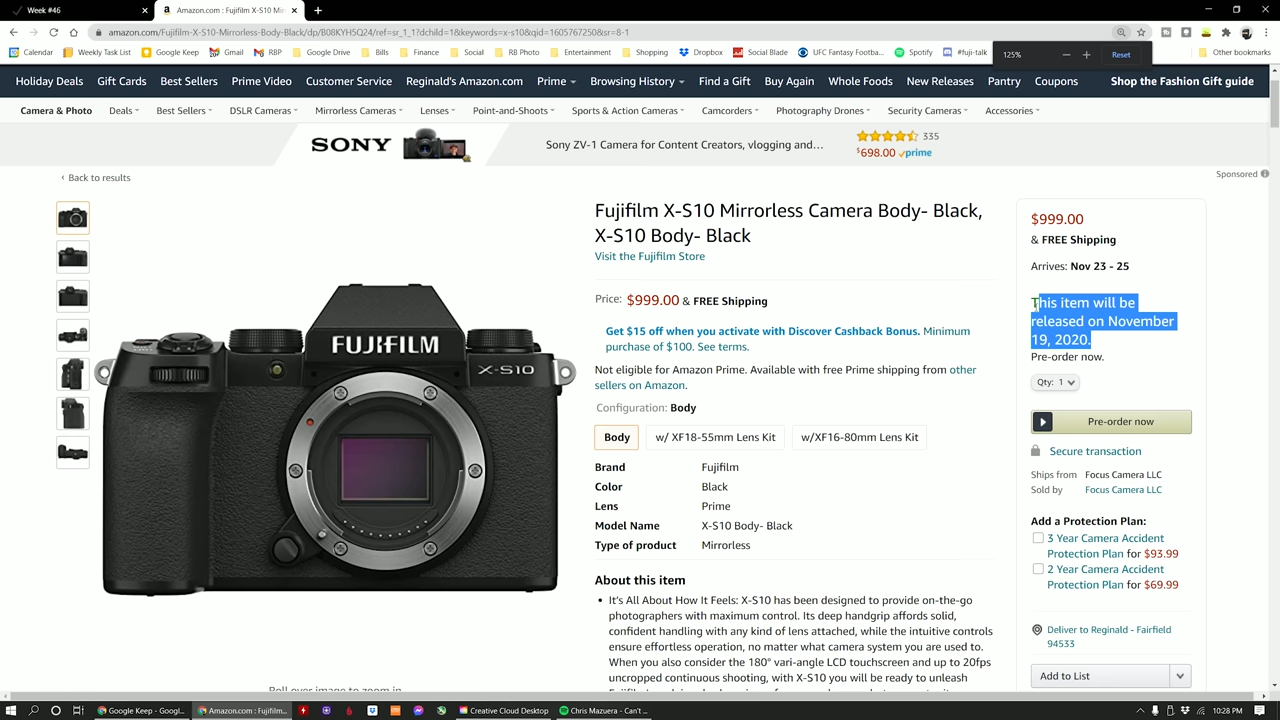 Week #46
Amazon.com: Fujifilm X-S10 Mir
amazon.com/Fujifilm-X-S10-Mirrorless-Body-Black/dp/B08KYH5Q24/ref=sr_1_1?dchild=1&keywords=x-s10&qid=1605767250&sr=8-1
Calendar Weekly Task List Google Keep Gmail RBP Google Drive Bills Finance Social RB Photo Entertainment Shopping Dropbox Social Blade UFC Fantasy Footba... Spotify #fuji-talk Other bookmarks
125% Reset
Holiday Deals Gift Cards Best Sellers Prime Video Customer Service Reginald's Amazon.com Prime Browsing History Find a Gift Buy Again Whole Foods New Releases Pantry Coupons Shop the Fashion Gift guide
Camera & Photo Deals Best Sellers DSLR Cameras Mirrorless Cameras Lenses Point-and-Shoots Sports & Action Cameras Camcorders Photography Drones Security Cameras Accessories
SONY Sony ZV-1 Camera for Content Creators, vlogging and… 335
$698.00 prime
Sponsored
‹ Back to results
Fujifilm X-S10 Mirrorless Camera Body- Black,
X-S10 Body- Black
Visit the Fujifilm Store
Price: $999.00 & FREE Shipping
Get $15 off when you activate with Discover Cashback Bonus. Minimum
purchase of $100. See terms.
Not eligible for Amazon Prime. Available with free Prime shipping from other
sellers on Amazon.
Configuration: Body
Body w/ XF18-55mm Lens Kit w/XF16-80mm Lens Kit
Brand Fujifilm
Color Black
Lens Prime
Model Name X-S10 Body- Black
Type of product Mirrorless
About this item
• It's All About How It Feels: X-S10 has been designed to provide on-the-go
photographers with maximum control. Its deep handgrip affords solid,
confident handling with any kind of lens attached, while the intuitive controls
ensure effortless operation, no matter what camera system you are used to.
When you also consider the 180° vari-angle LCD touchscreen and up to 20fps
uncropped continuous shooting, with X-S10 you will be ready to unleash
FUJIFILM
X-S10
Roll over image to zoom in
$999.00
& FREE Shipping
Arrives: Nov 23 - 25
This item will be
released on November
19, 2020.
Pre-order now.
Qty: 1
Pre-order now
Secure transaction
Ships from Focus Camera LLC
Sold by Focus Camera LLC
Add a Protection Plan:
3 Year Camera Accident
Protection Plan for $93.99
2 Year Camera Accident
Protection Plan for $69.99
Deliver to Reginald - Fairfield
94533
Add to List
Google Keep - Googl... Amazon.com: Fujifilm... Creative Cloud Desktop Chris Mazuera - Can't ... 10:28 PM